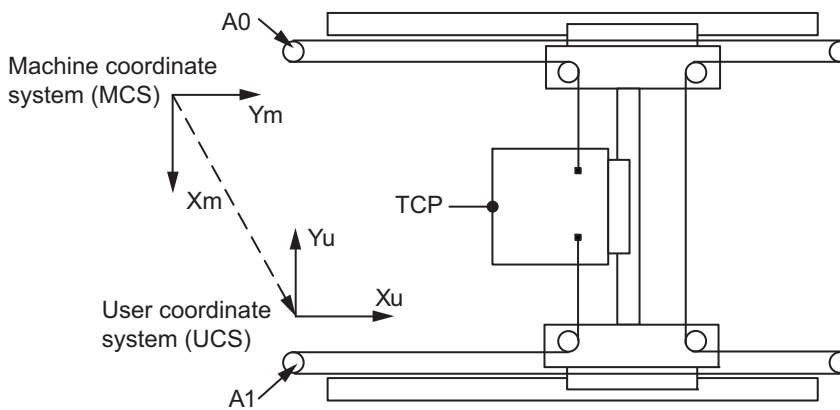 A0
Machine coordinate
system (MCS)
Ym
Xm
TCP
Yu
Xu
User coordinate
system (UCS)
A1